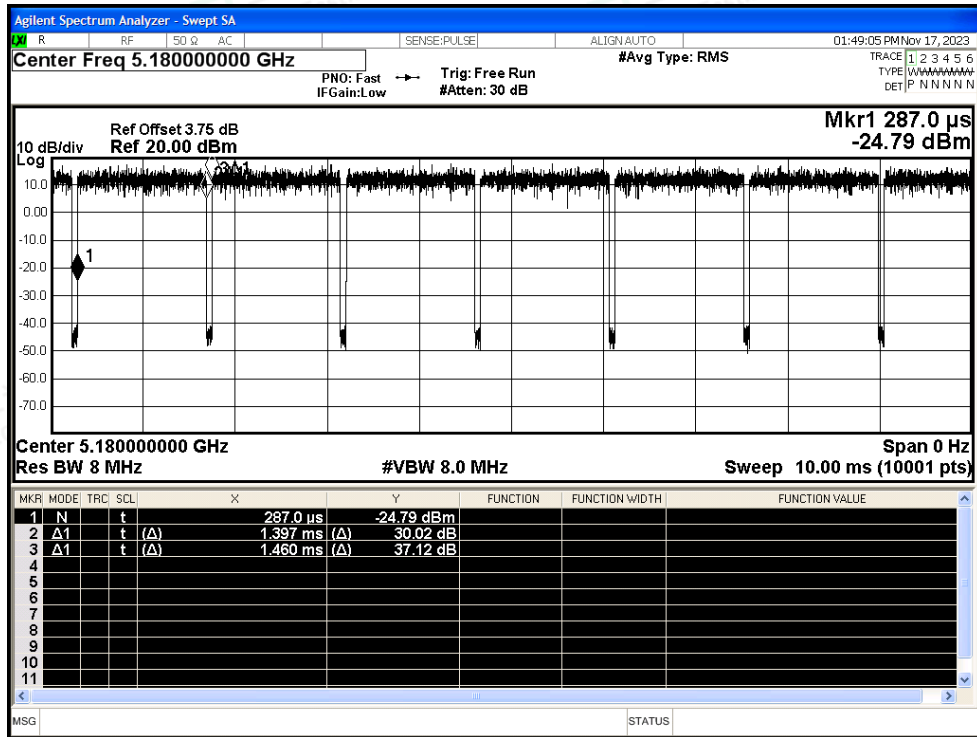 Agilent Spectrum Analyzer - Swept SA
LXI R RF 50 Ω AC SENSE:PULSE ALIGN AUTO 01:49:05 PM Nov 17, 2023
Center Freq 5.180000000 GHz
#Avg Type: RMS
TRACE 1 2 3 4 5 6
TYPE
DET P N N N N N
PNO: Fast
IFGain:Low
Trig: Free Run
#Atten: 30 dB
Mkr1 287.0 µs
-24.79 dBm
Ref Offset 3.75 dB
10 dB/div Ref 20.00 dBm
Log
10.0
0.00
-10.0
-20.0
-30.0
-40.0
-50.0
-60.0
-70.0
1
Center 5.180000000 GHz Span 0 Hz
Res BW 8 MHz #VBW 8.0 MHz Sweep 10.00 ms (10001 pts)
MKR MODE TRC SCL X Y FUNCTION FUNCTION WIDTH FUNCTION VALUE
1 N t 287.0 µs -24.79 dBm
2 Δ1 t (Δ) 1.397 ms (Δ) 30.02 dB
3 Δ1 t (Δ) 1.460 ms (Δ) 37.12 dB
4
5
6
7
8
9
10
11
MSG STATUS